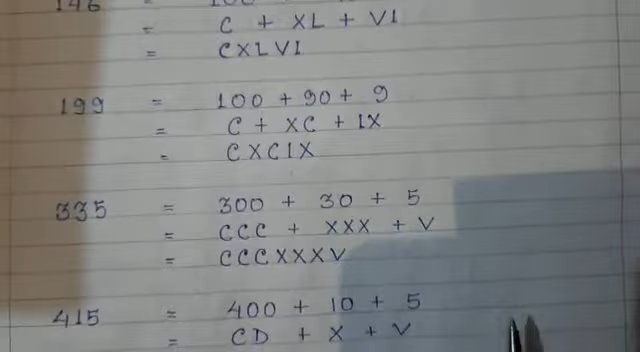 146 =
= C + XL + VI
= CXLVI
199 = 100 + 90 + 9
= C + XC + IX
= CXCIX
335 = 300 + 30 + 5
= CCC + XXX + V
= CCCXXXV
415 = 400 + 10 + 5
= CD + X + V